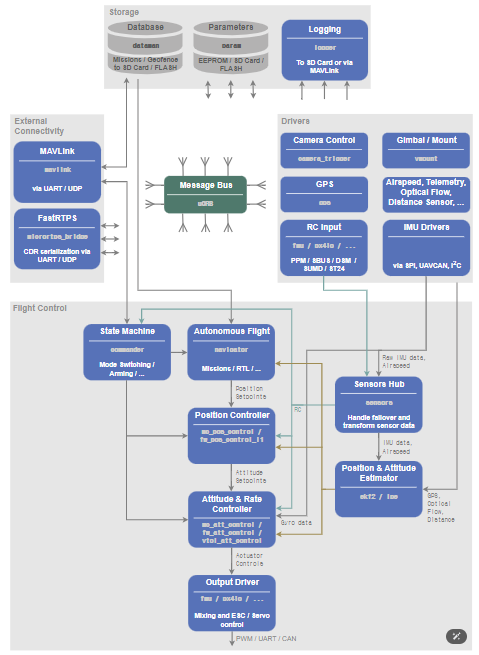 Storage
Database
dataman
Missions / Geofence
to SD Card / FLASH
Parameters
param
EEPROM / SD Card /
FLASH
Logging
logger
To SD Card or via
MAVLink
External
Connectivity
MAVLink
mavlink
via UART / UDP
FastRTPS
microrton_bridge
CDR serialization via
UART / UDP
Message Bus
uORB
Drivers
Camera Control
camera_trigger
Gimbal / Mount
vmount
GPS
gps
Airspeed, Telemetry,
Optical Flow,
Distance Sensor, ...
RC Input
fmu / px4io / ...
PPM / SBUS / DSM /
SUMD / ST24
IMU Drivers
via SPI, UAVCAN, I²C
Flight Control
State Machine
commander
Mode Switching /
Arming / ...
Autonomous Flight
navigator
Missions / RTL / ...
Raw IMU data,
Airspeed
Position
Setpoints
Sensors Hub
sensors
Handle failover and
transform sensor data
RC
Position Controller
mc_pos_control /
fw_pos_control_l1
IMU data,
Airspeed
Attitude
Setpoints
Position & Attitude
Estimator
ekf2 / lpe
Attitude & Rate
Controller
mc_att_control /
fw_att_control /
vtol_att_control
Gyro data
GPS,
Optical
Flow,
Distance
Actuator
Controls
Output Driver
fmu / px4io / ...
Mixing and ESC / Servo
control
PWM / UART / CAN